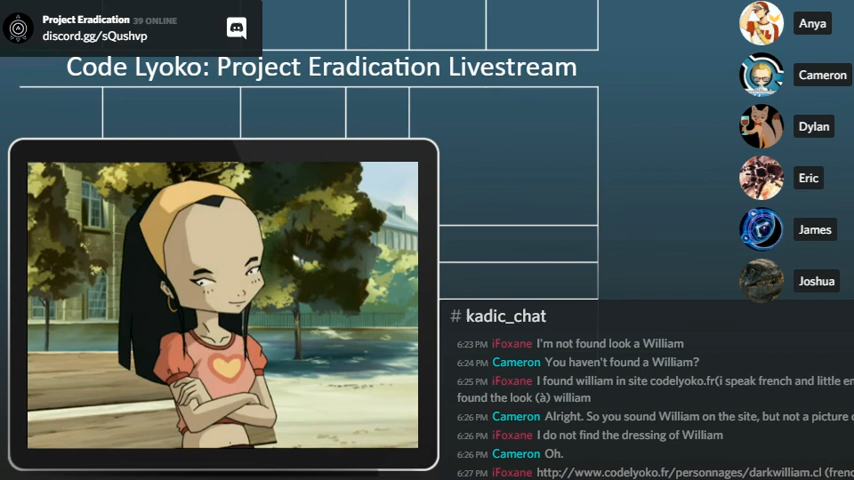 Project Eradication 39 ONLINE
discord.gg/sQushvp
Code Lyoko: Project Eradication Livestream
Anya
Cameron
Dylan
Eric
James
Joshua
# kadic_chat
6:23 PM iFoxane I'm not found look a William
6:24 PM Cameron You haven't found a William?
6:25 PM iFoxane I found william in site codelyoko.fr(i speak french and little en
found the look (à) william
6:26 PM Cameron Alright. So you sound William on the site, but not a picture o
6:26 PM iFoxane I do not find the dressing of William
6:26 PM Cameron Oh.
6:27 PM iFoxane http://www.codelyoko.fr/personnages/darkwilliam.cl (frenc